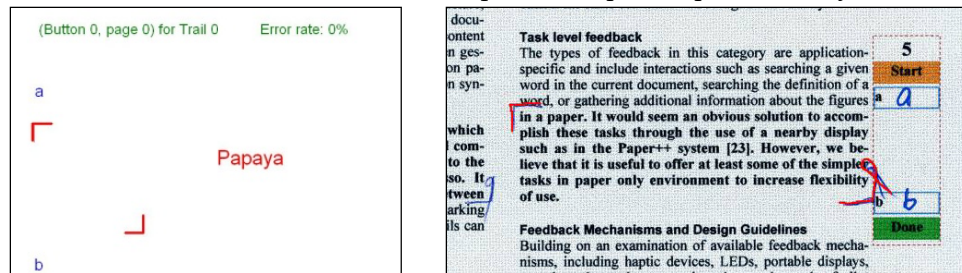 (Button 0, page 0) for Trail 0 Error rate: 0%
a
Papaya
b
docu-
ontent
n ges-
on pa-
n syn-
which
l com-
to the
so. It
tween
arking
ils can
Task level feedback
The types of feedback in this category are application-
specific and include interactions such as searching a given
word in the current document, searching the definition of a
word, or gathering additional information about the figures
in a paper. It would seem an obvious solution to accom-
plish these tasks through the use of a nearby display
such as in the Paper++ system [23]. However, we be-
lieve that it is useful to offer at least some of the simpler
tasks in paper only environment to increase flexibility
of use.
Feedback Mechanisms and Design Guidelines
Building on an examination of available feedback mecha-
nisms, including haptic devices, LEDs, portable displays,
5
Start
a a
b b
Done